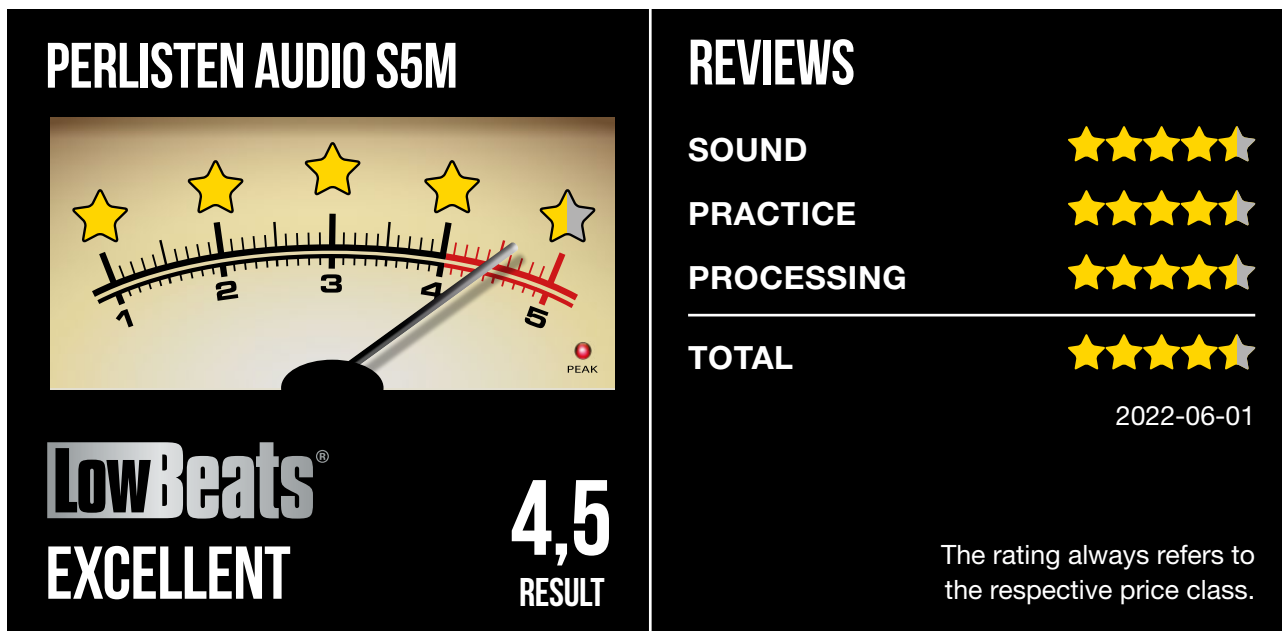 PERLISTEN AUDIO S5M
1 2 3 4 5
PEAK
LowBeats®
EXCELLENT
4,5
RESULT
REVIEWS
SOUND
PRACTICE
PROCESSING
TOTAL
2022-06-01
The rating always refers to
the respective price class.